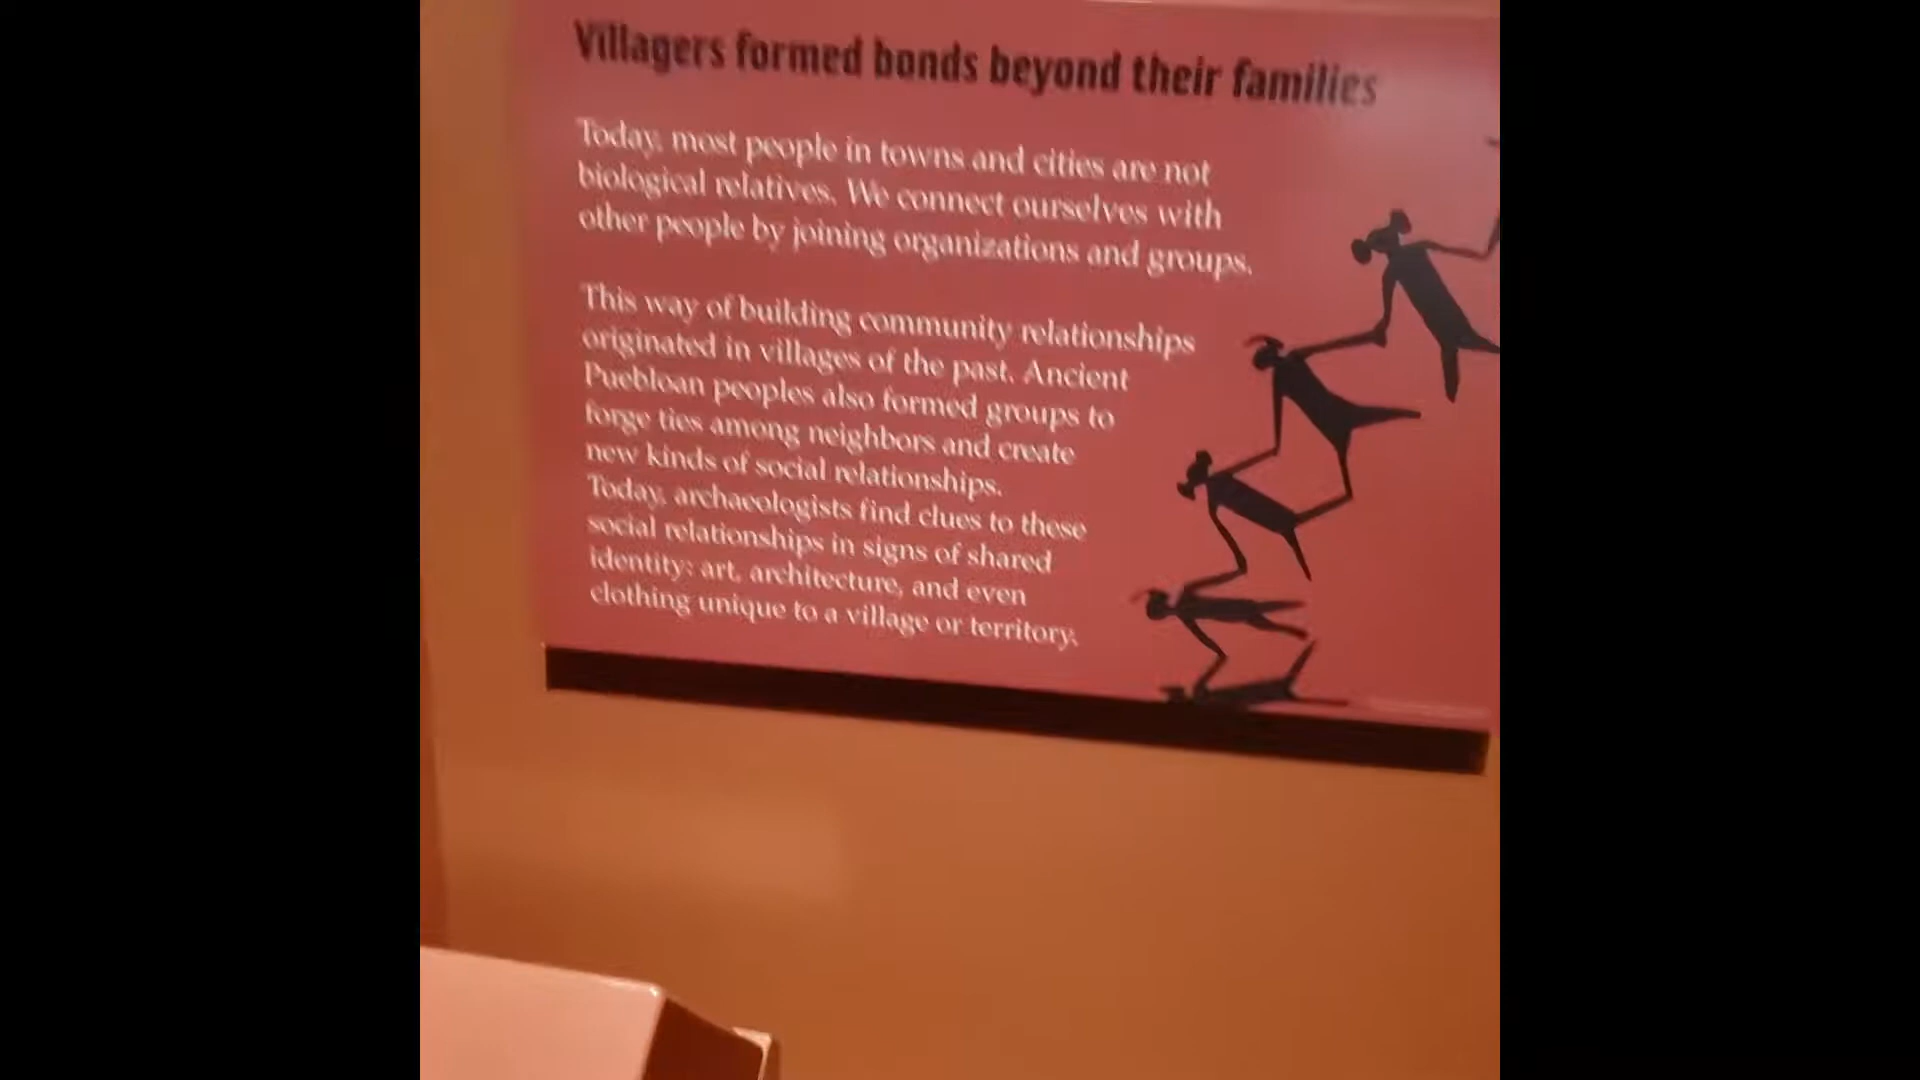 Villagers formed bonds beyond their families
Today, most people in towns and cities are not
biological relatives. We connect ourselves with
other people by joining organizations and groups.
This way of building community relationships
originated in villages of the past. Ancient
Puebloan peoples also formed groups to
forge ties among neighbors and create
new kinds of social relationships.
Today, archaeologists find clues to these
social relationships in signs of shared
identity: art, architecture, and even
clothing unique to a village or territory.